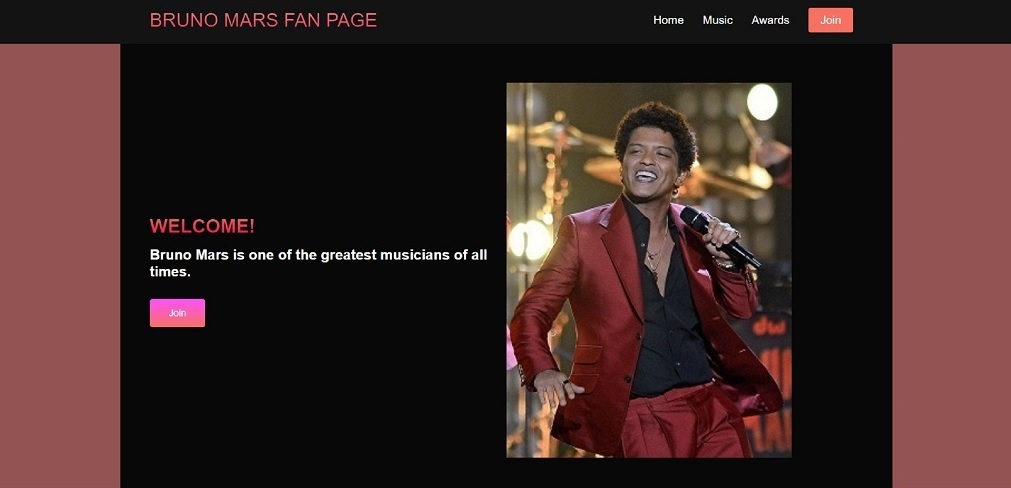 BRUNO MARS FAN PAGE
Home Music Awards Join
WELCOME!
Bruno Mars is one of the greatest musicians of all
times.
Join
dw